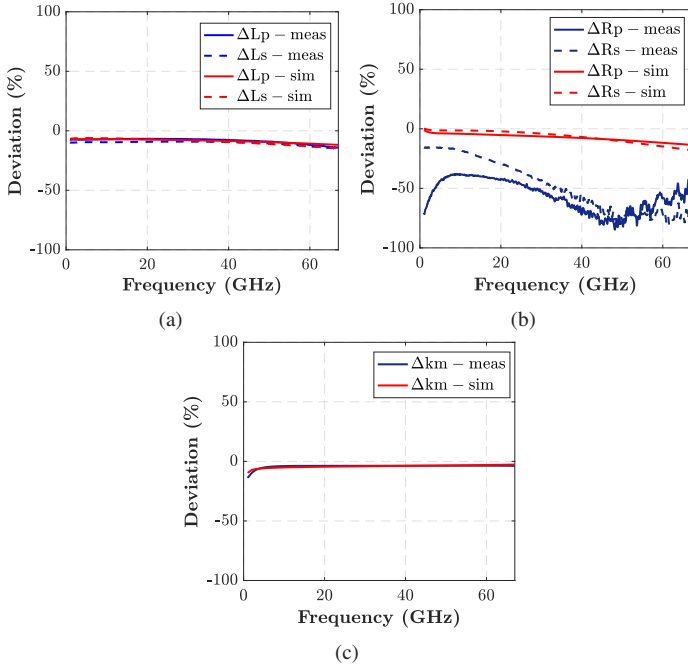 100
50
0
-50
-100
Deviation (%)
ΔLp − meas
ΔLs − meas
ΔLp − sim
ΔLs − sim
0
20
40
60
Frequency (GHz)
(a)
100
50
0
-50
-100
Deviation (%)
ΔRp − meas
ΔRs − meas
ΔRp − sim
ΔRs − sim
0
20
40
60
Frequency (GHz)
(b)
100
50
0
-50
-100
Deviation (%)
Δkm − meas
Δkm − sim
0
20
40
60
Frequency (GHz)
(c)